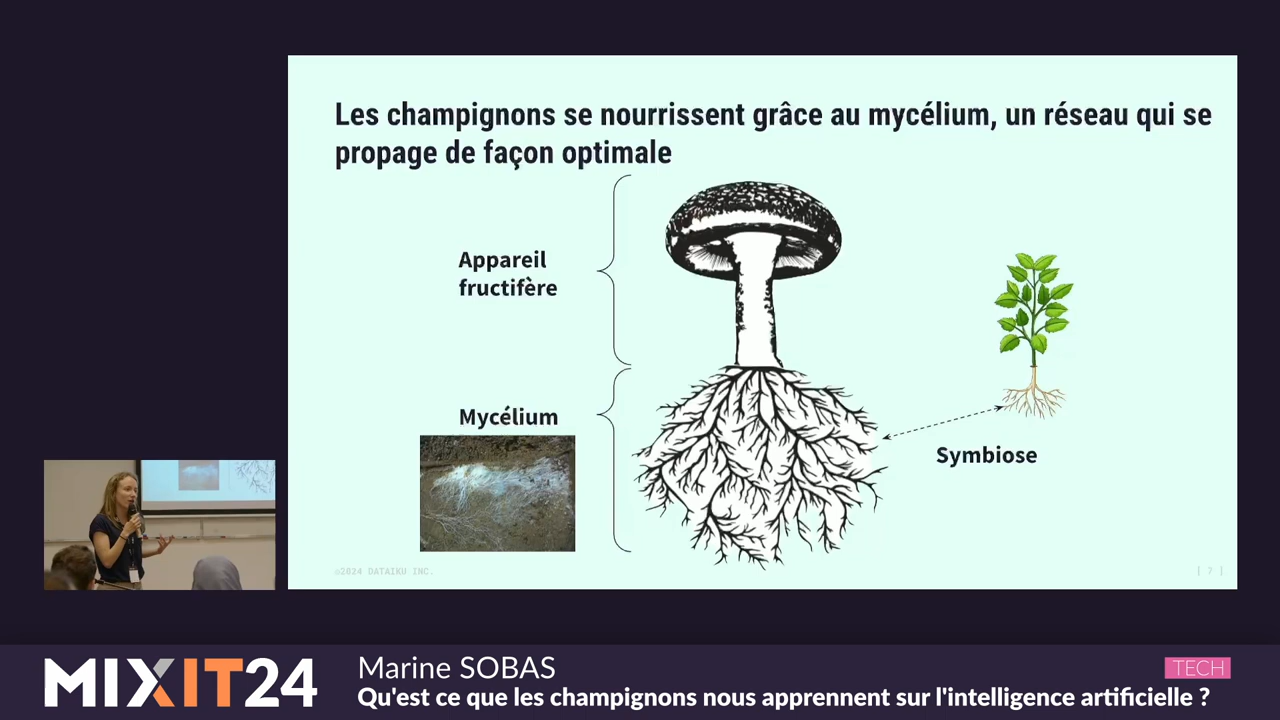 Les champignons se nourrissent grâce au mycélium, un réseau qui se
propage de façon optimale
Appareil
fructifère
Mycélium
Symbiose
©2024 DATAIKU INC.
| 7 |
MIXIT24
Marine SOBAS
TECH
Qu'est ce que les champignons nous apprennent sur l'intelligence artificielle ?